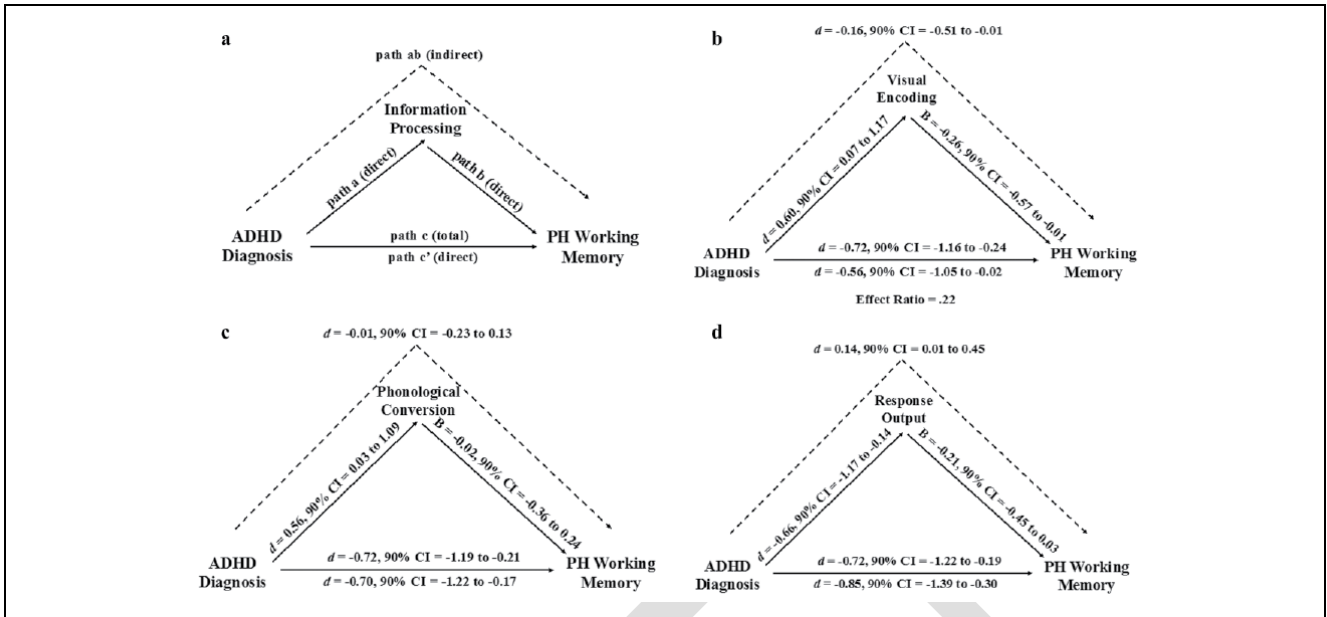 a
path ab (indirect)
Information
Processing
path a (direct)
path b (direct)
ADHD
Diagnosis
path c (total)
path c' (direct)
PH Working
Memory
b
d = -0.16, 90% CI = -0.51 to -0.01
Visual
Encoding
d = 0.60, 90% CI = 0.07 to 1.17
B = -0.26, 90% CI = -0.57 to -0.01
ADHD
Diagnosis
d = -0.72, 90% CI = -1.16 to -0.24
d = -0.56, 90% CI = -1.05 to -0.02
PH Working
Memory
Effect Ratio = .22
c
d = -0.01, 90% CI = -0.23 to 0.13
Phonological
Conversion
d = 0.56, 90% CI = 0.03 to 1.09
B = -0.02, 90% CI = -0.36 to 0.24
ADHD
Diagnosis
d = -0.72, 90% CI = -1.19 to -0.21
d = -0.70, 90% CI = -1.22 to -0.17
PH Working
Memory
d
d = 0.14, 90% CI = 0.01 to 0.45
Response
Output
d = -0.66, 90% CI = -1.17 to -0.14
B = -0.21, 90% CI = -0.45 to 0.03
ADHD
Diagnosis
d = -0.72, 90% CI = -1.22 to -0.19
d = -0.85, 90% CI = -1.39 to -0.30
PH Working
Memory